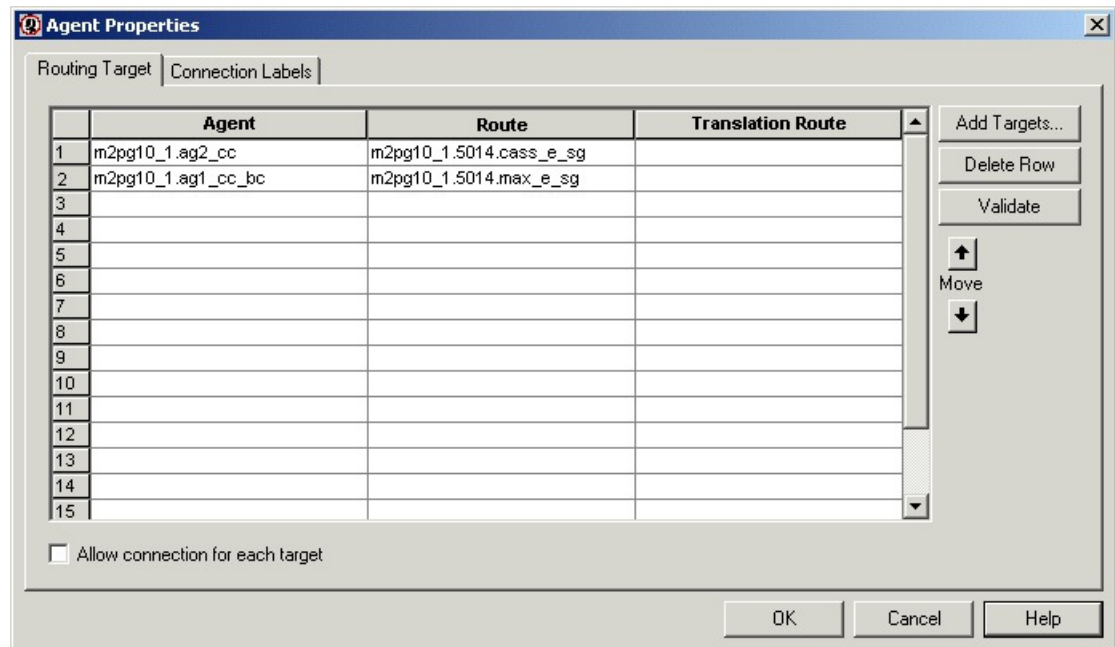 Agent Properties
Routing Target Connection Labels
Agent Route Translation Route
1 m2pg10_1.ag2_cc m2pg10_1.5014.cass_e_sg
2 m2pg10_1.ag1_cc_bc m2pg10_1.5014.max_e_sg
3
4
5
6
7
8
9
10
11
12
13
14
15
Add Targets...
Delete Row
Validate
Move
Allow connection for each target
OK Cancel Help